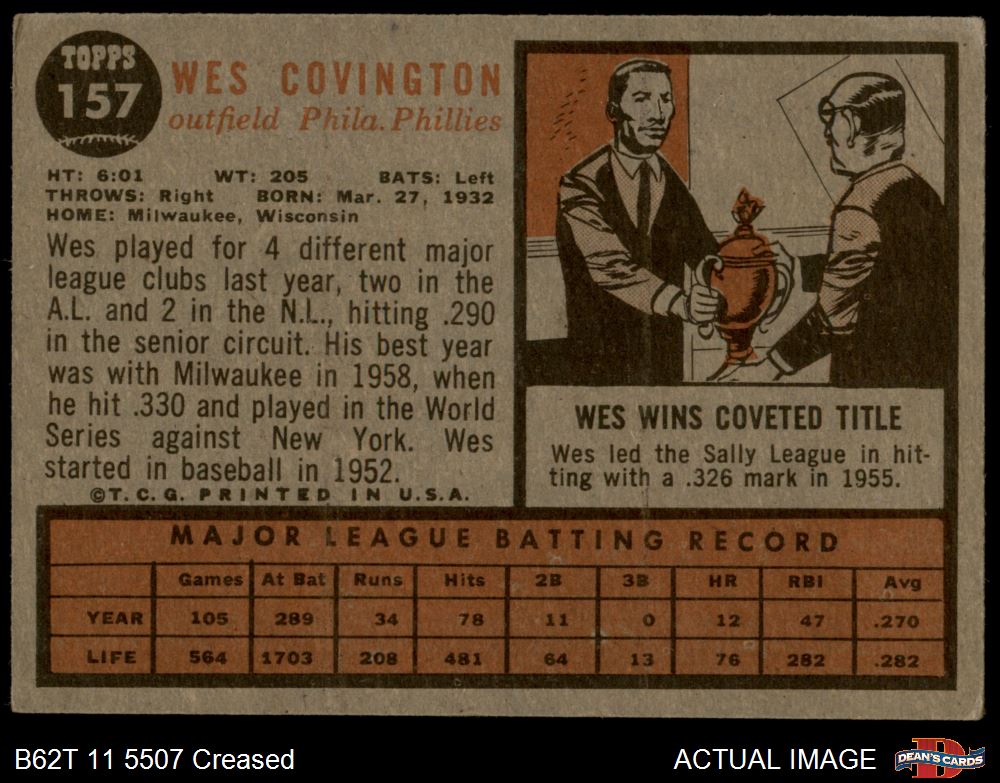 TOPPS
157
WES COVINGTON
outfield Phila. Phillies
HT: 6:01 WT: 205 BATS: Left
THROWS: Right BORN: Mar. 27, 1932
HOME: Milwaukee, Wisconsin
Wes played for 4 different major
league clubs last year, two in the
A.L. and 2 in the N.L., hitting .290
in the senior circuit. His best year
was with Milwaukee in 1958, when
he hit .330 and played in the World
Series against New York. Wes
started in baseball in 1952.
©T.C.G. PRINTED IN U.S.A.
WES WINS COVETED TITLE
Wes led the Sally League in hit-
ting with a .326 mark in 1955.
MAJOR LEAGUE BATTING RECORD
Games At Bat Runs Hits 2B 3B HR RBI Avg
YEAR 105 289 34 78 11 0 12 47 .270
LIFE 564 1703 208 481 64 13 76 282 .282
B62T 11 5507 Creased
ACTUAL IMAGE
D
DEAN'S CARDS